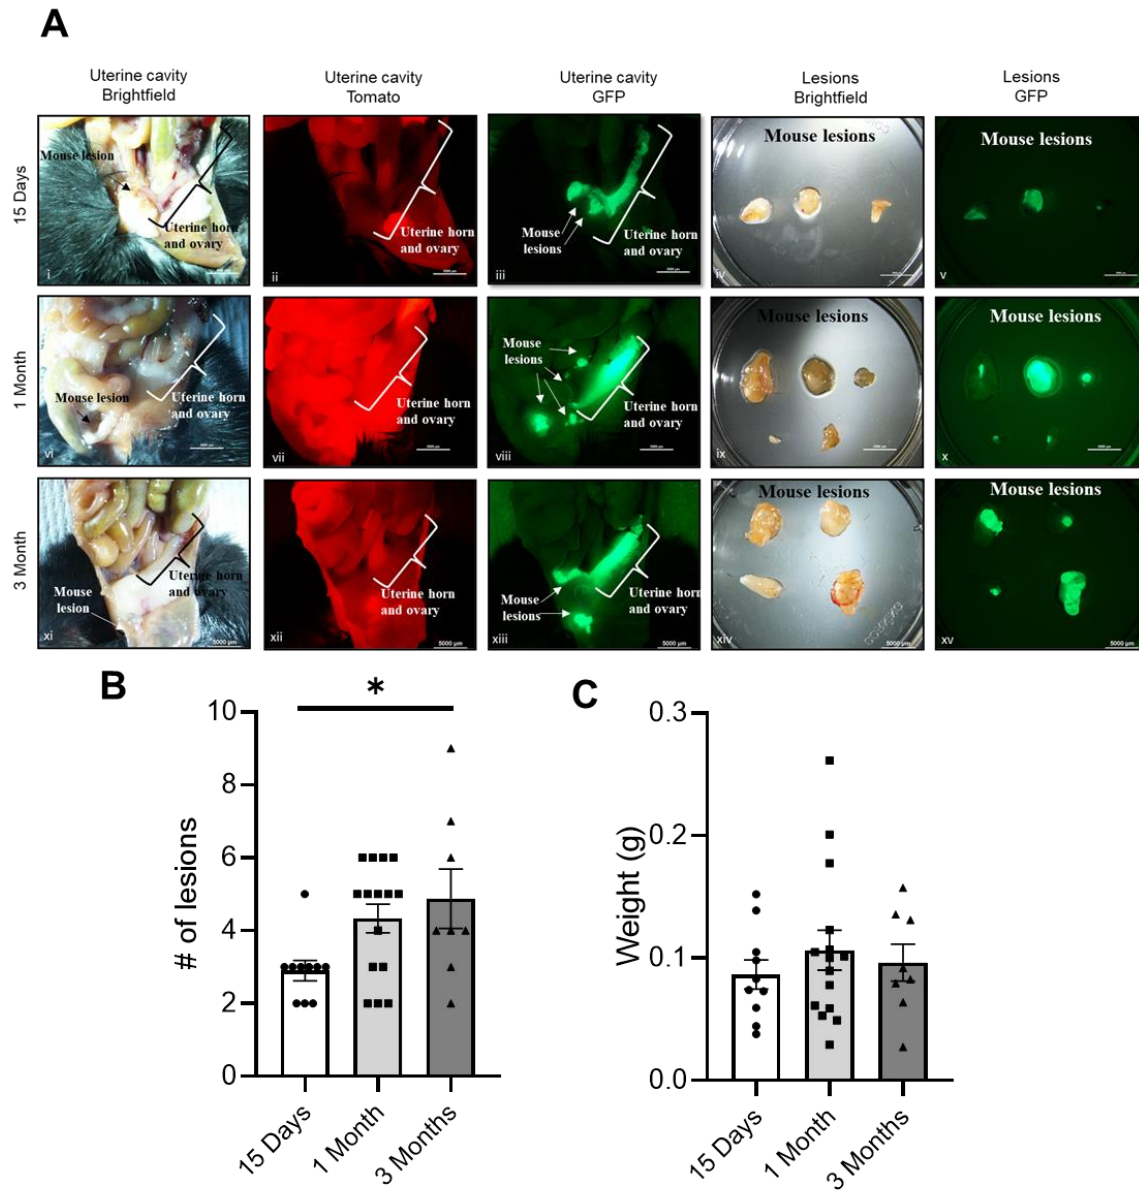 A
Uterine cavity
Brightfield
Uterine cavity
Tomato
Uterine cavity
GFP
Lesions
Brightfield
Lesions
GFP
15 Days
Mouse lesion
Uterine horn
and ovary
i
Uterine horn
and ovary
ii
Mouse
lesions
Uterine horn
and ovary
iii
Mouse lesions
iv
Mouse lesions
v
1 Month
Mouse lesion
Uterine horn
and ovary
vi
Uterine horn
and ovary
vii
Mouse
lesions
Uterine horn
and ovary
viii
Mouse lesions
ix
Mouse lesions
x
3 Month
Mouse
lesion
Uterine horn
and ovary
xi
5000 µm
Uterine horn
and ovary
xii
5000 µm
Mouse
lesions
Uterine horn
and ovary
xiii
5000 µm
Mouse lesions
xiv
5000 µm
Mouse lesions
xv
5000 µm
B
*
# of lesions
10
8
6
4
2
0
15 Days
1 Month
3 Months
C
Weight (g)
0.3
0.2
0.1
0.0
15 Days
1 Month
3 Months